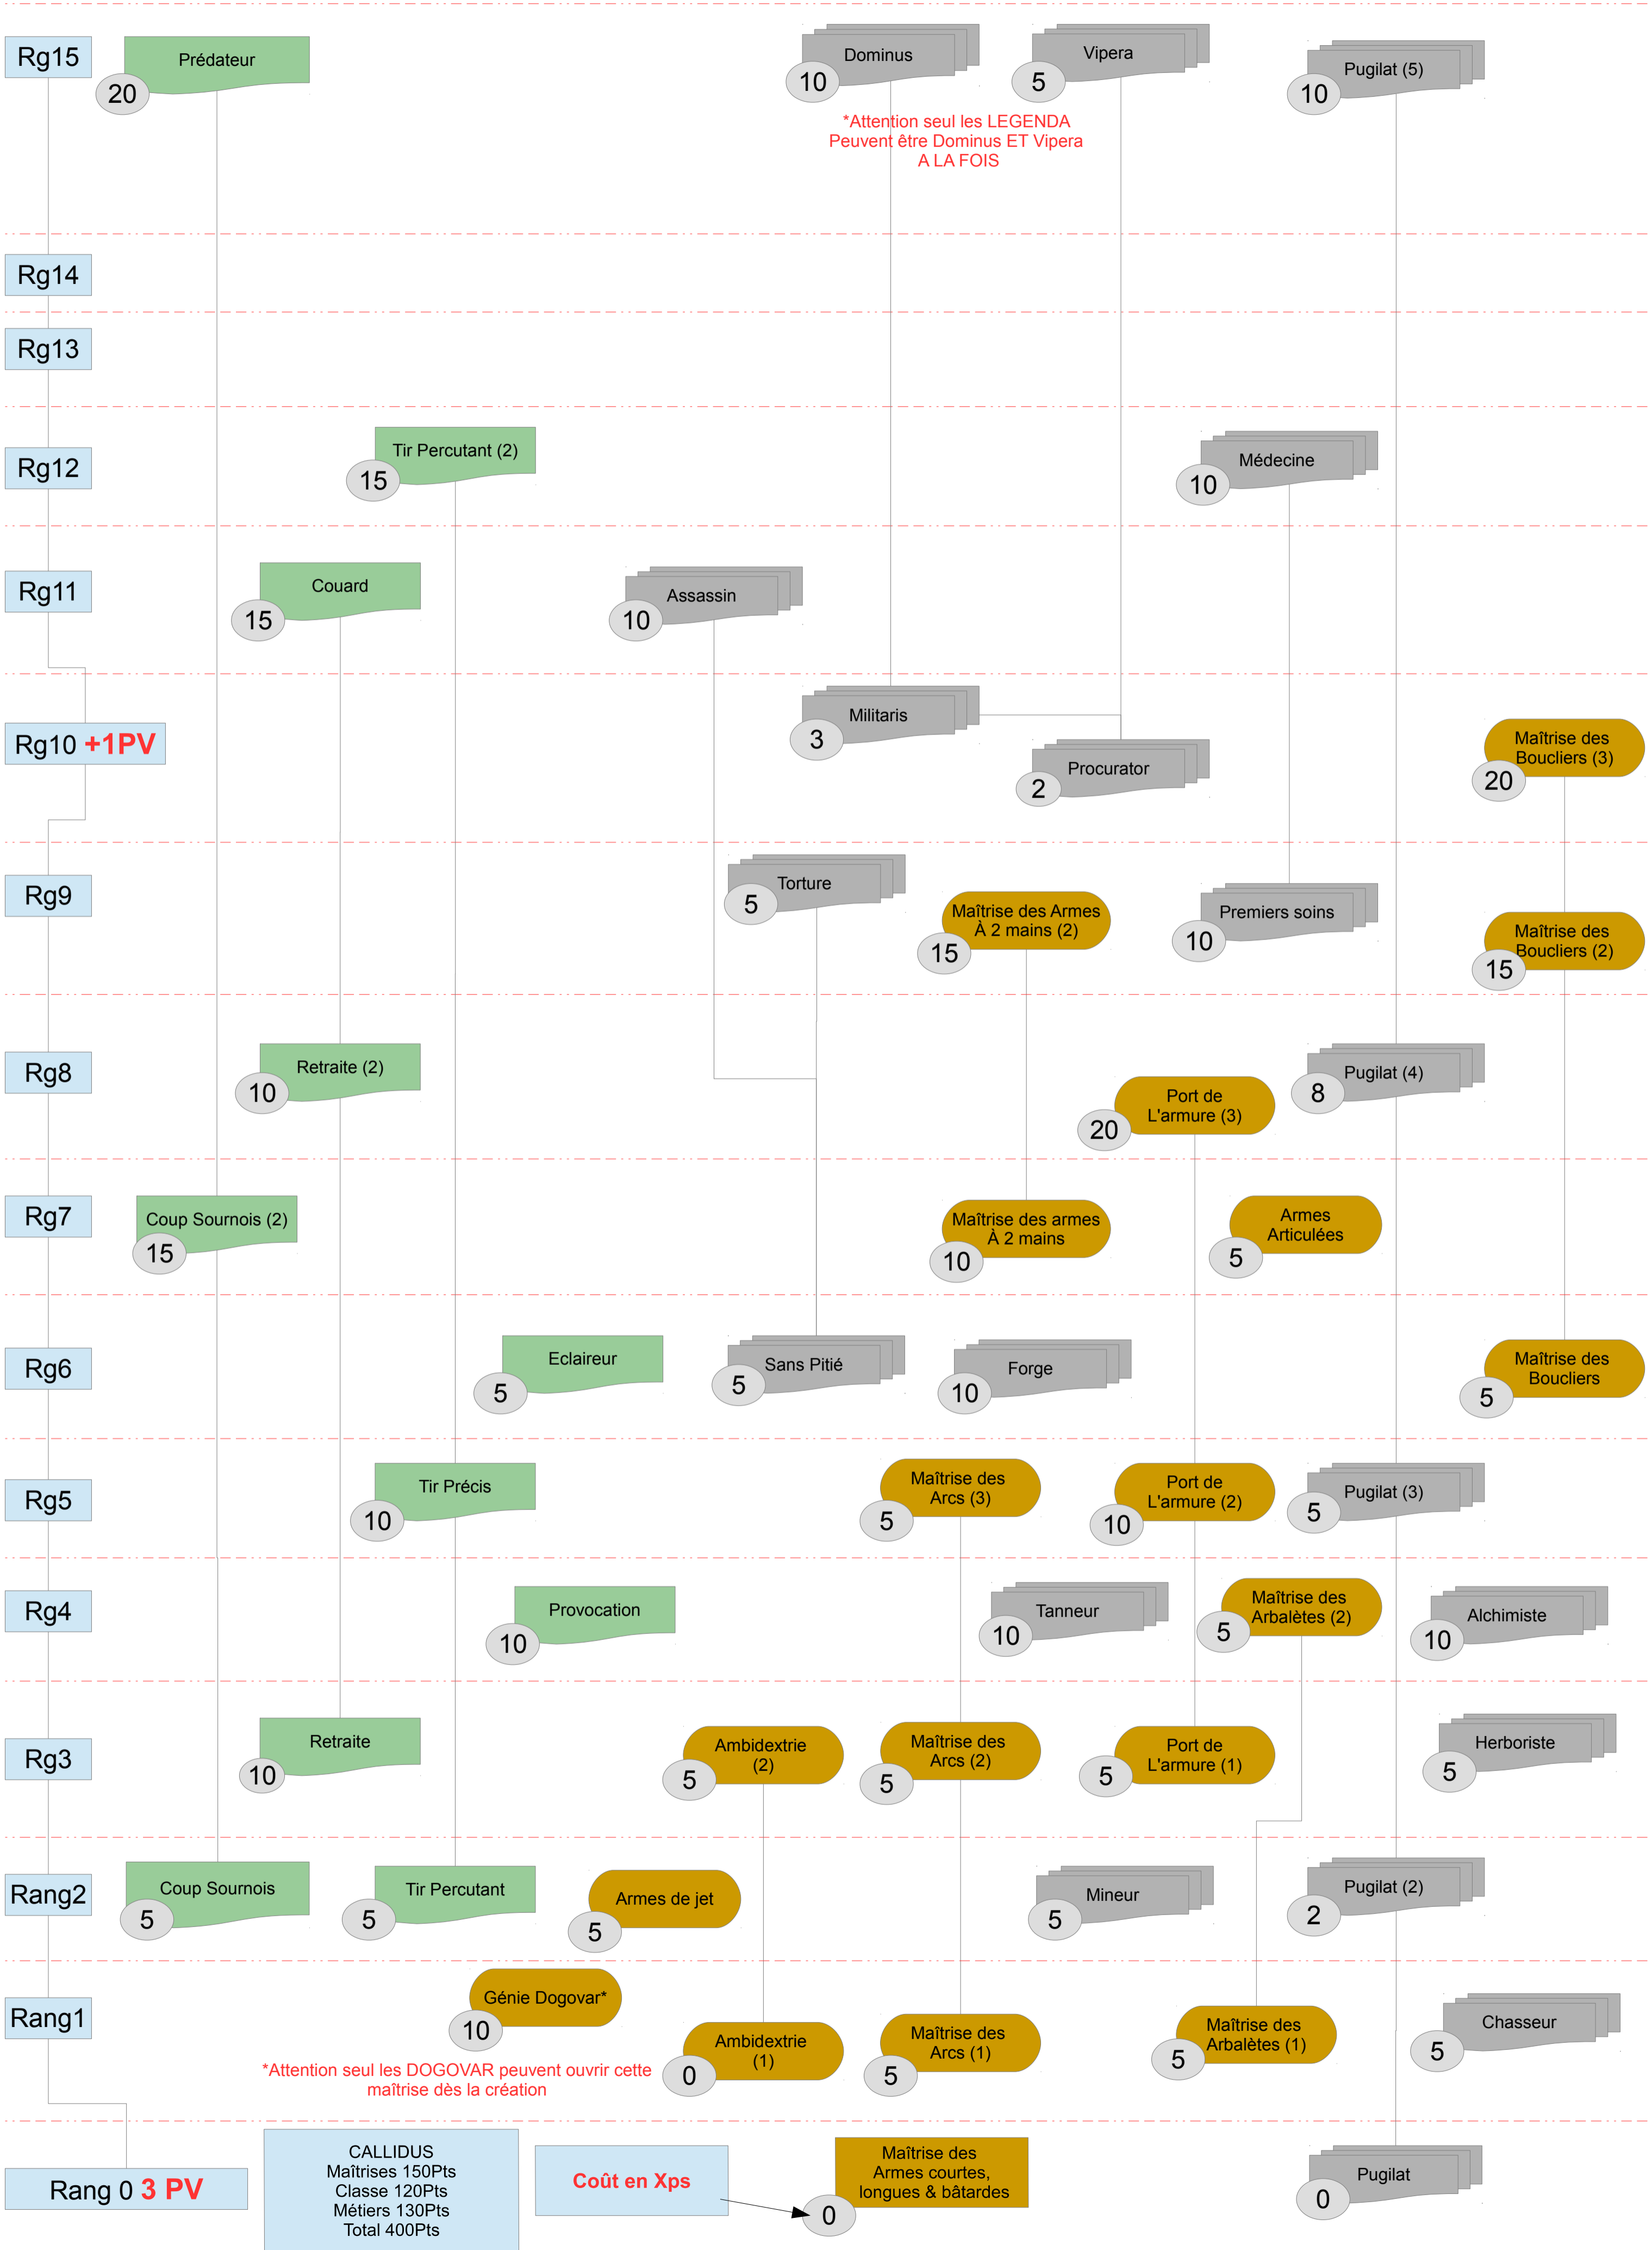 Rg15
Prédateur
20
Dominus
10
Vipera
5
Pugilat (5)
10
*Attention seul les LEGENDA
Peuvent être Dominus ET Vipera
A LA FOIS
Rg14
Rg13
Rg12
Tir Percutant (2)
15
Médecine
10
Rg11
Couard
15
Assassin
10
Rg10 +1PV
Militaris
3
Procurator
2
Maîtrise des
Boucliers (3)
20
Rg9
Torture
5
Maîtrise des Armes
À 2 mains (2)
15
Premiers soins
10
Maîtrise des
Boucliers (2)
15
Rg8
Retraite (2)
10
Port de
L'armure (3)
20
Pugilat (4)
8
Rg7
Coup Sournois (2)
15
Maîtrise des armes
À 2 mains
10
Armes
Articulées
5
Rg6
Eclaireur
5
Sans Pitié
5
Forge
10
Maîtrise des
Boucliers
5
Rg5
Tir Précis
10
Maîtrise des
Arcs (3)
5
Port de
L'armure (2)
10
Pugilat (3)
5
Rg4
Provocation
10
Tanneur
10
Maîtrise des
Arbalètes (2)
5
Alchimiste
10
Rg3
Retraite
10
Ambidextrie
(2)
5
Maîtrise des
Arcs (2)
5
Port de
L'armure (1)
5
Herboriste
5
Rang2
Coup Sournois
5
Tir Percutant
5
Armes de jet
5
Mineur
5
Pugilat (2)
2
Rang1
Génie Dogovar*
10
*Attention seul les DOGOVAR peuvent ouvrir cette
maîtrise dès la création
Ambidextrie
(1)
0
Maîtrise des
Arcs (1)
5
Maîtrise des
Arbalètes (1)
5
Chasseur
5
Rang 0 3 PV
CALLIDUS
Maîtrises 150Pts
Classe 120Pts
Métiers 130Pts
Total 400Pts
Coût en Xps
Maîtrise des
Armes courtes,
longues & bâtardes
0
Pugilat
0